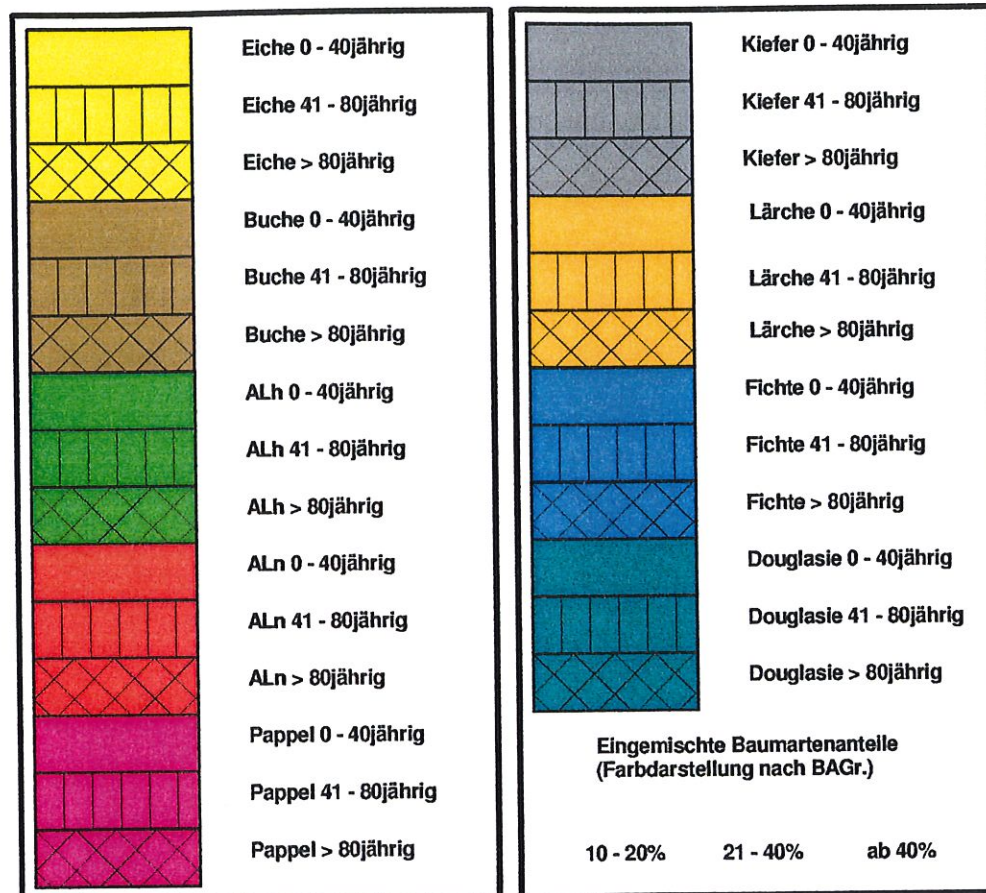 Eiche 0 - 40jährig
Eiche 41 - 80jährig
Eiche > 80jährig
Buche 0 - 40jährig
Buche 41 - 80jährig
Buche > 80jährig
ALh 0 - 40jährig
ALh 41 - 80jährig
ALh > 80jährig
ALn 0 - 40jährig
ALn 41 - 80jährig
ALn > 80jährig
Pappel 0 - 40jährig
Pappel 41 - 80jährig
Pappel > 80jährig
Kiefer 0 - 40jährig
Kiefer 41 - 80jährig
Kiefer > 80jährig
Lärche 0 - 40jährig
Lärche 41 - 80jährig
Lärche > 80jährig
Fichte 0 - 40jährig
Fichte 41 - 80jährig
Fichte > 80jährig
Douglasie 0 - 40jährig
Douglasie 41 - 80jährig
Douglasie > 80jährig
Eingemischte Baumartenanteile
(Farbdarstellung nach BAGr.)
10 - 20% 21 - 40% ab 40%